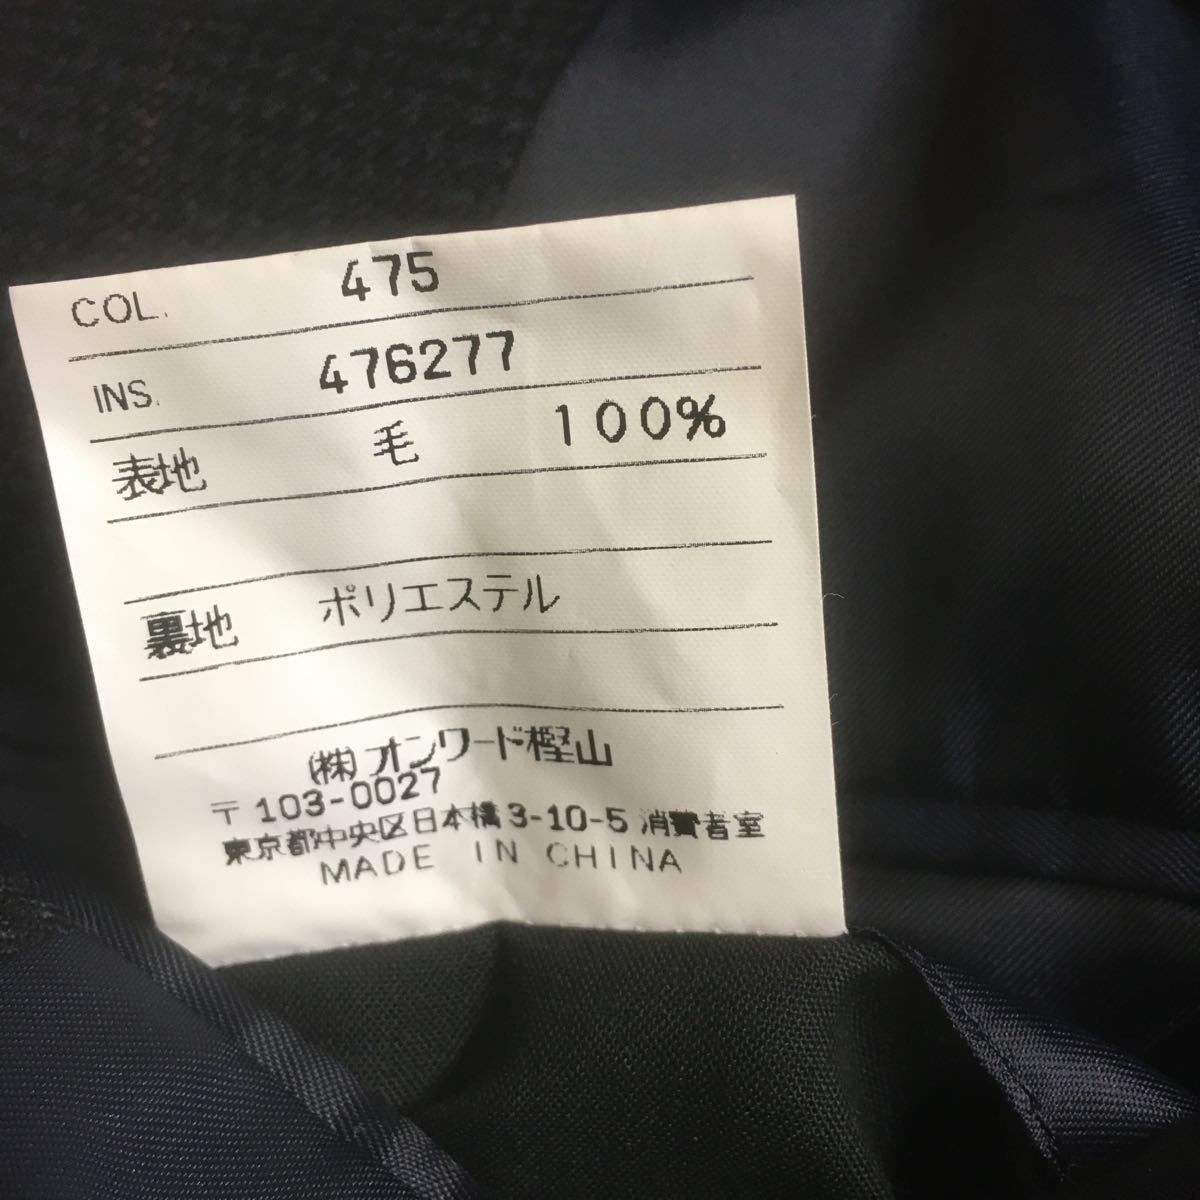 COL. 475
INS. 476277
表地 毛 100%
裏地 ポリエステル
(株)オンワード樫山
〒103-0027
東京都中央区日本橋3-10-5 消費者室
MADE IN CHINA